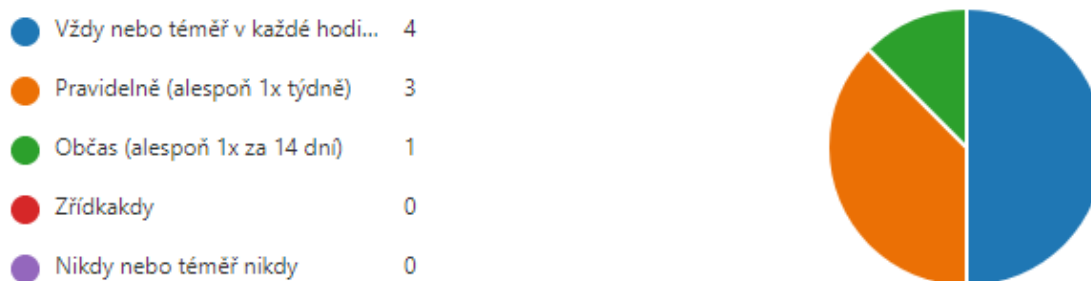 Vždy nebo téměř v každé hodi... 4
Pravidelně (alespoň 1x týdně) 3
Občas (alespoň 1x za 14 dní) 1
Zřídkakdy 0
Nikdy nebo téměř nikdy 0